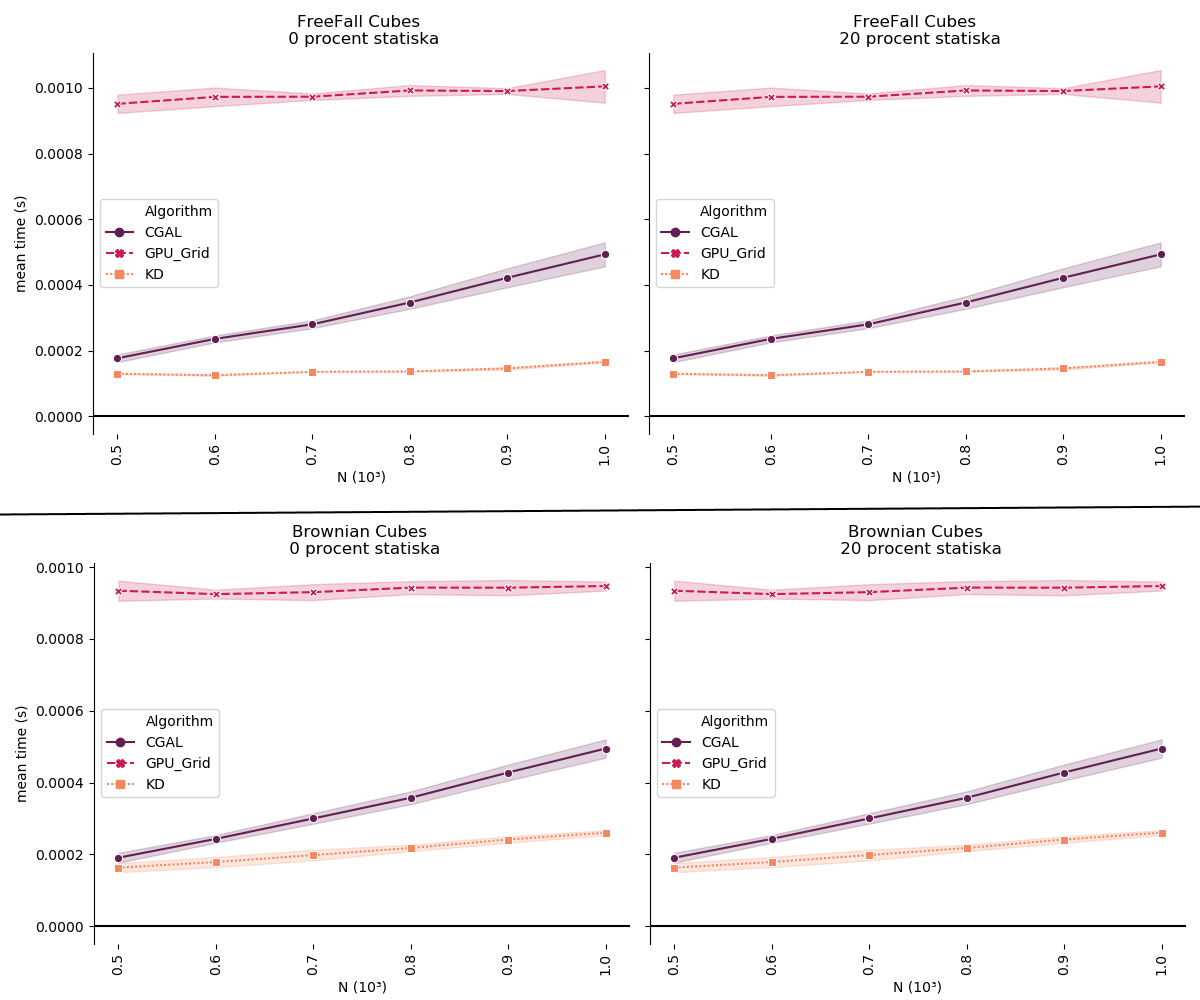 FreeFall Cubes
0 procent statiska
0.0010
0.0008
0.0006
0.0004
0.0002
0.0000
mean time (s)
Algorithm
CGAL
GPU_Grid
KD
0.5
0.6
0.7
0.8
0.9
1.0
N (10³)
FreeFall Cubes
20 procent statiska
Algorithm
CGAL
GPU_Grid
KD
0.5
0.6
0.7
0.8
0.9
1.0
N (10³)
Brownian Cubes
0 procent statiska
0.0010
0.0008
0.0006
0.0004
0.0002
0.0000
mean time (s)
Algorithm
CGAL
GPU_Grid
KD
0.5
0.6
0.7
0.8
0.9
1.0
N (10³)
Brownian Cubes
20 procent statiska
Algorithm
CGAL
GPU_Grid
KD
0.5
0.6
0.7
0.8
0.9
1.0
N (10³)